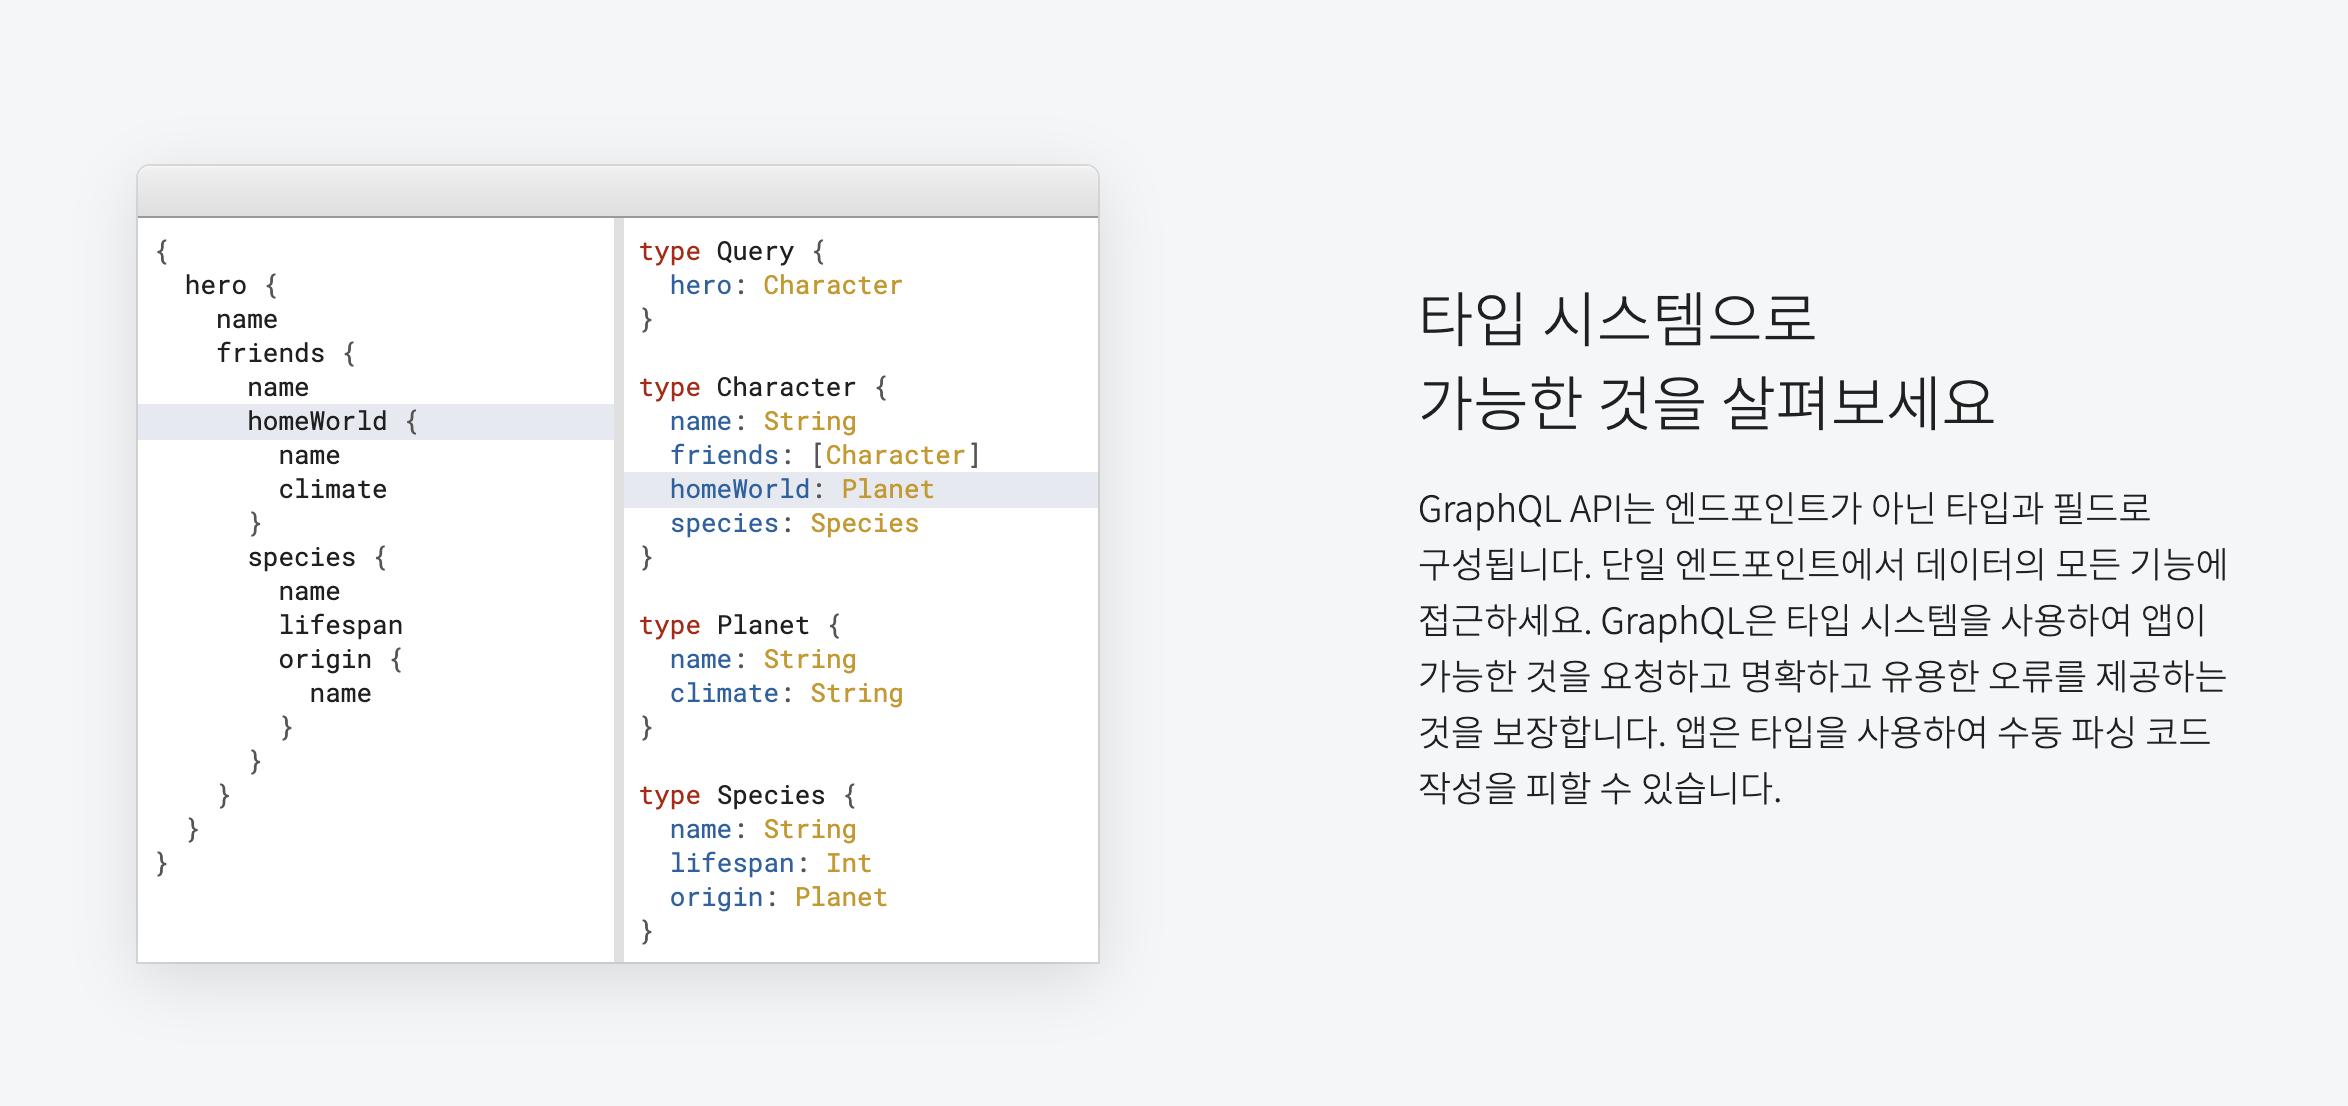 {
  hero {
    name
    friends {
      name
      homeWorld {
        name
        climate
      }
      species {
        name
        lifespan
        origin {
          name
        }
      }
    }
  }
}
type Query {
  hero: Character
}
type Character {
  name: String
  friends: [Character]
  homeWorld: Planet
  species: Species
}
type Planet {
  name: String
  climate: String
}
type Species {
  name: String
  lifespan: Int
  origin: Planet
}
타입 시스템으로
가능한 것을 살펴보세요
GraphQL API는 엔드포인트가 아닌 타입과 필드로
구성됩니다. 단일 엔드포인트에서 데이터의 모든 기능에
접근하세요. GraphQL은 타입 시스템을 사용하여 앱이
가능한 것을 요청하고 명확하고 유용한 오류를 제공하는
것을 보장합니다. 앱은 타입을 사용하여 수동 파싱 코드
작성을 피할 수 있습니다.